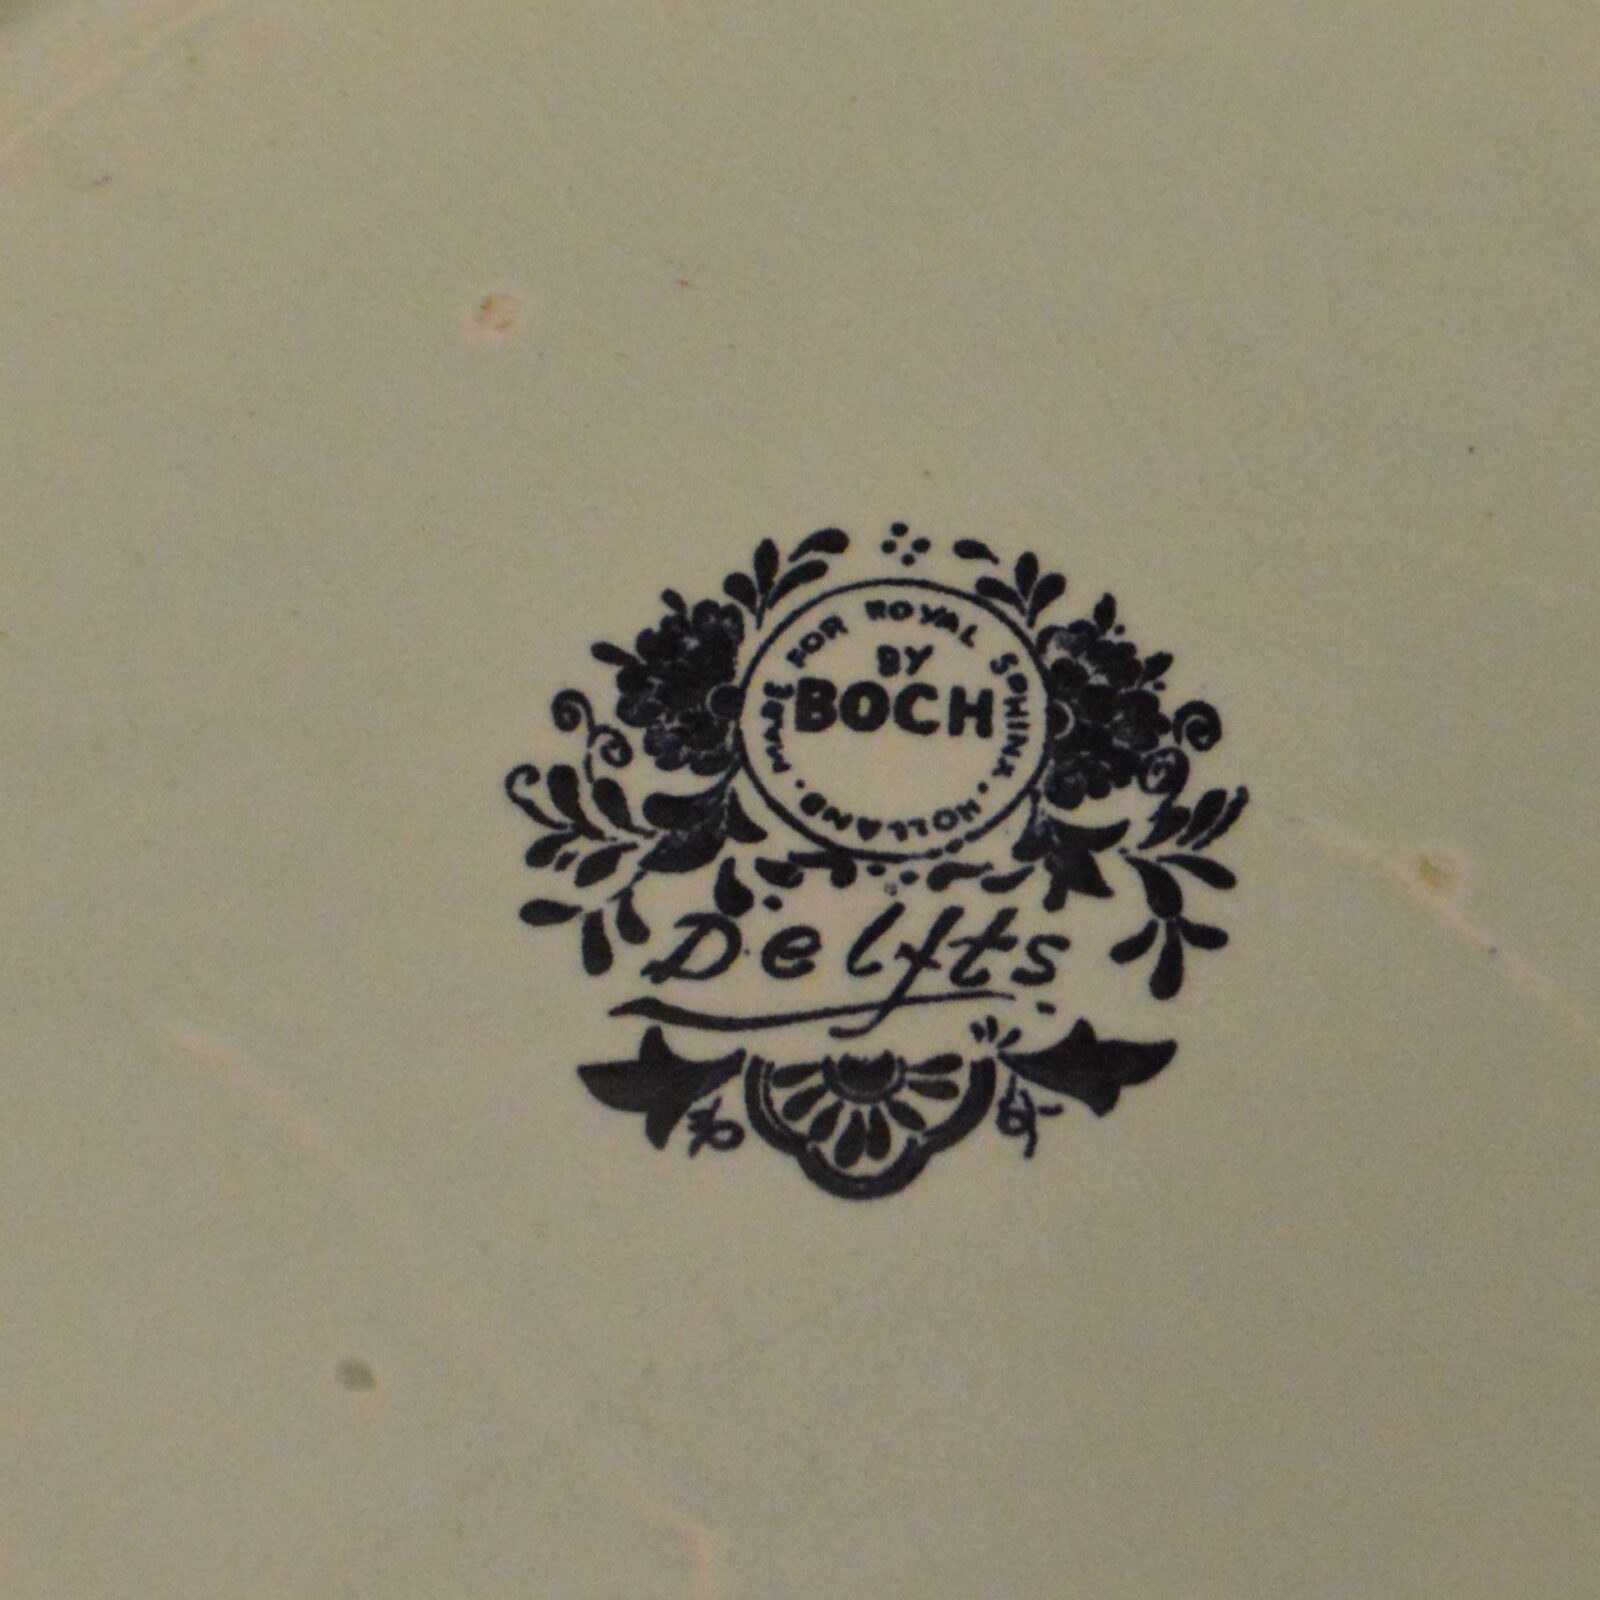 MADE FOR ROYAL SPHINX · HOLLAND ·
BY
BOCH
Delfts